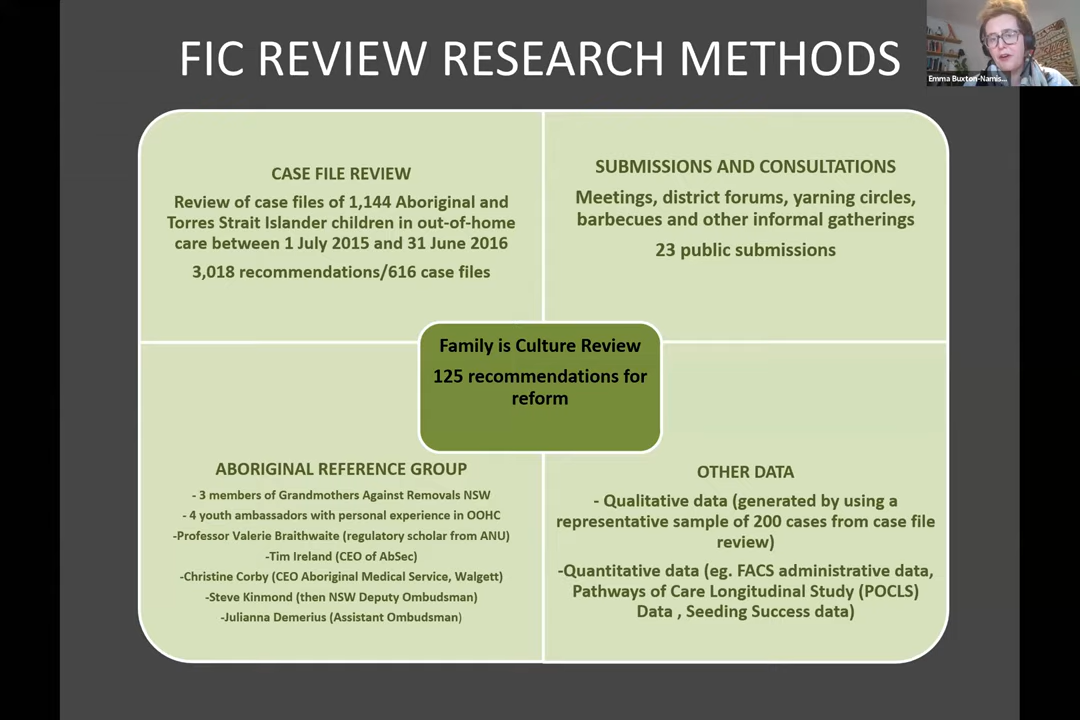 FIC REVIEW RESEARCH METHODS
Emma Buxton-Namis...
CASE FILE REVIEW
Review of case files of 1,144 Aboriginal and
Torres Strait Islander children in out-of-home
care between 1 July 2015 and 31 June 2016
3,018 recommendations/616 case files
SUBMISSIONS AND CONSULTATIONS
Meetings, district forums, yarning circles,
barbecues and other informal gatherings
23 public submissions
Family is Culture Review
125 recommendations for
reform
ABORIGINAL REFERENCE GROUP
- 3 members of Grandmothers Against Removals NSW
- 4 youth ambassadors with personal experience in OOHC
-Professor Valerie Braithwaite (regulatory scholar from ANU)
-Tim Ireland (CEO of AbSec)
-Christine Corby (CEO Aboriginal Medical Service, Walgett)
-Steve Kinmond (then NSW Deputy Ombudsman)
-Julianna Demerius (Assistant Ombudsman)
OTHER DATA
- Qualitative data (generated by using a
representative sample of 200 cases from case file
review)
-Quantitative data (eg. FACS administrative data,
Pathways of Care Longitudinal Study (POCLS)
Data , Seeding Success data)